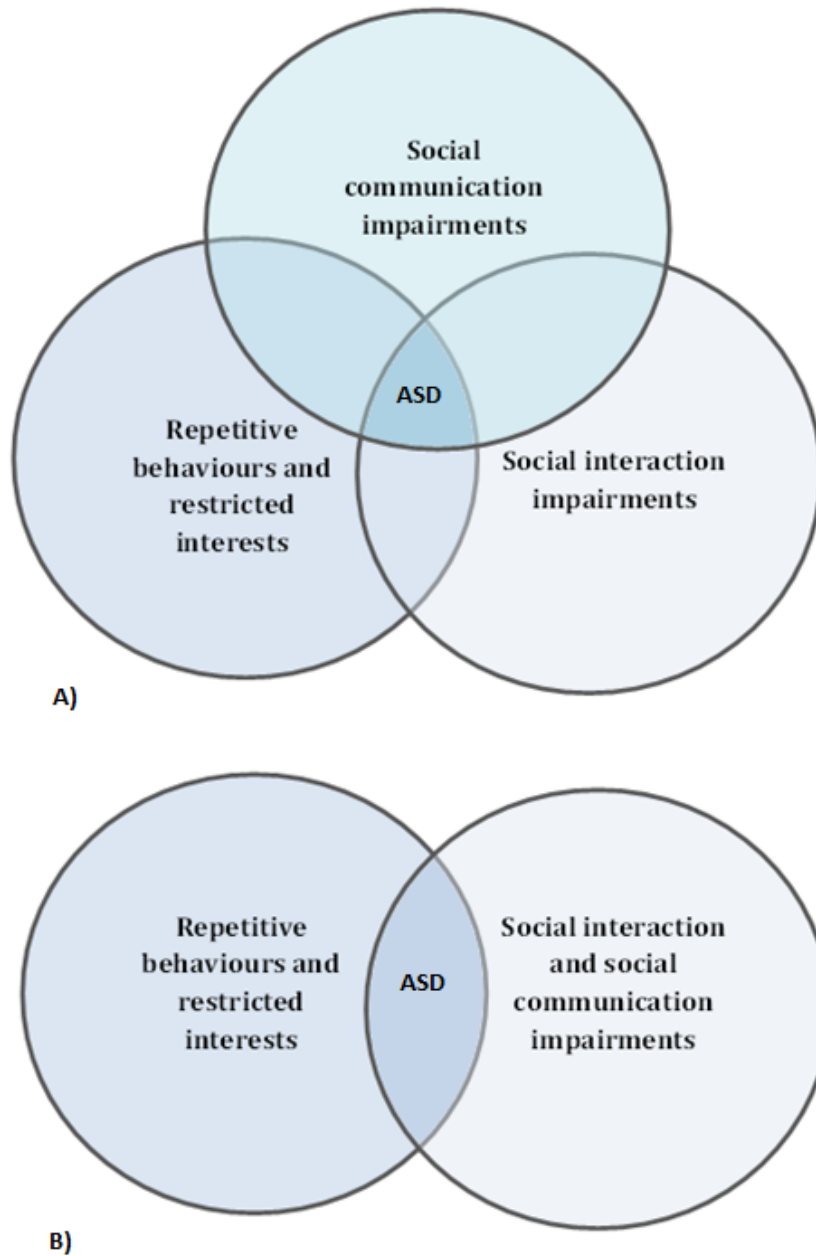 Social
communication
impairments
ASD
Repetitive
behaviours and
restricted
interests
Social interaction
impairments
A)
Repetitive
behaviours and
restricted
interests
ASD
Social interaction
and social
communication
impairments
B)